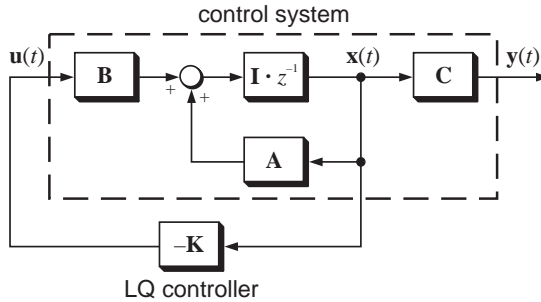 control system
u(t)
B
+
+
I · z⁻¹
x(t)
C
y(t)
A
–K
LQ controller